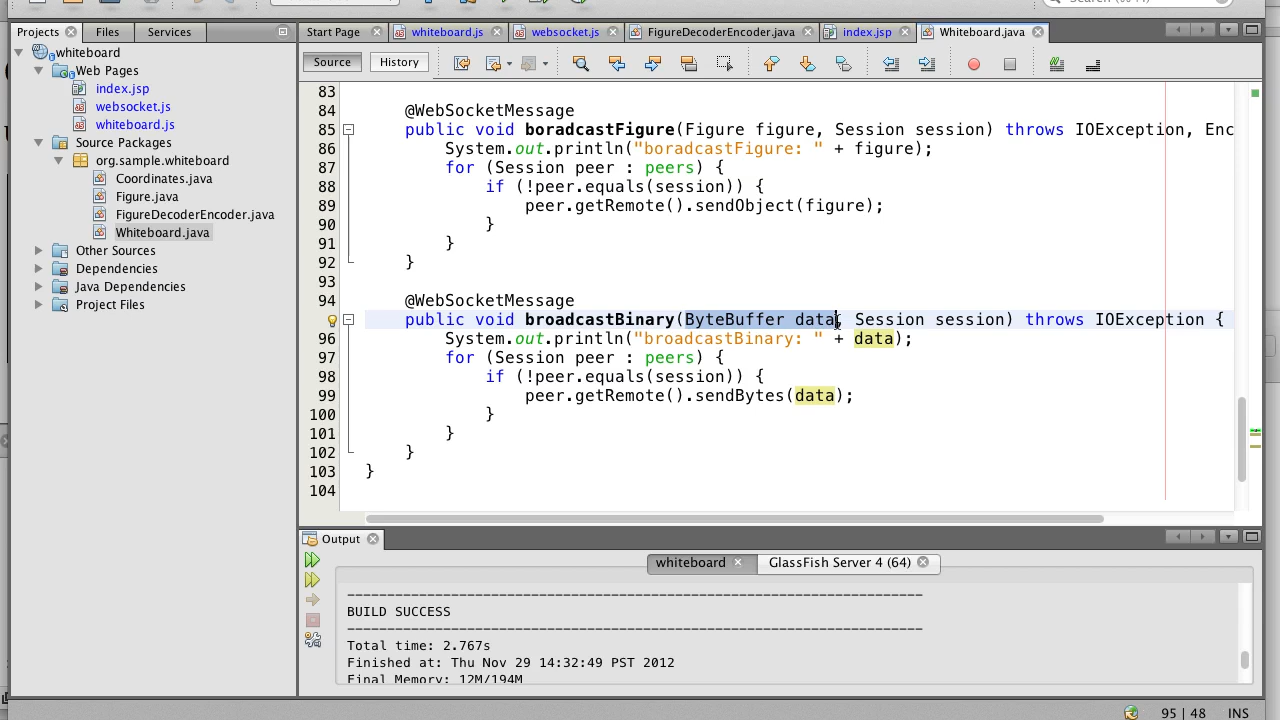 Projects Files Services
Start Page whiteboard.js websocket.js FigureDecoderEncoder.java index.jsp Whiteboard.java
Source History
whiteboard
Web Pages
index.jsp
websocket.js
whiteboard.js
Source Packages
org.sample.whiteboard
Coordinates.java
Figure.java
FigureDecoderEncoder.java
Whiteboard.java
Other Sources
Dependencies
Java Dependencies
Project Files
83
84 @WebSocketMessage
85 public void boradcastFigure(Figure figure, Session session) throws IOException, Enc
86 System.out.println("boradcastFigure: " + figure);
87 for (Session peer : peers) {
88 if (!peer.equals(session)) {
89 peer.getRemote().sendObject(figure);
90 }
91 }
92 }
93
94 @WebSocketMessage
public void broadcastBinary(ByteBuffer data, Session session) throws IOException {
96 System.out.println("broadcastBinary: " + data);
97 for (Session peer : peers) {
98 if (!peer.equals(session)) {
99 peer.getRemote().sendBytes(data);
100 }
101 }
102 }
103 }
104
Output
whiteboard GlassFish Server 4 (64)
------------------------------------------------------------------------
BUILD SUCCESS
------------------------------------------------------------------------
Total time: 2.767s
Finished at: Thu Nov 29 14:32:49 PST 2012
Final Memory: 12M/194M
95 | 48 INS